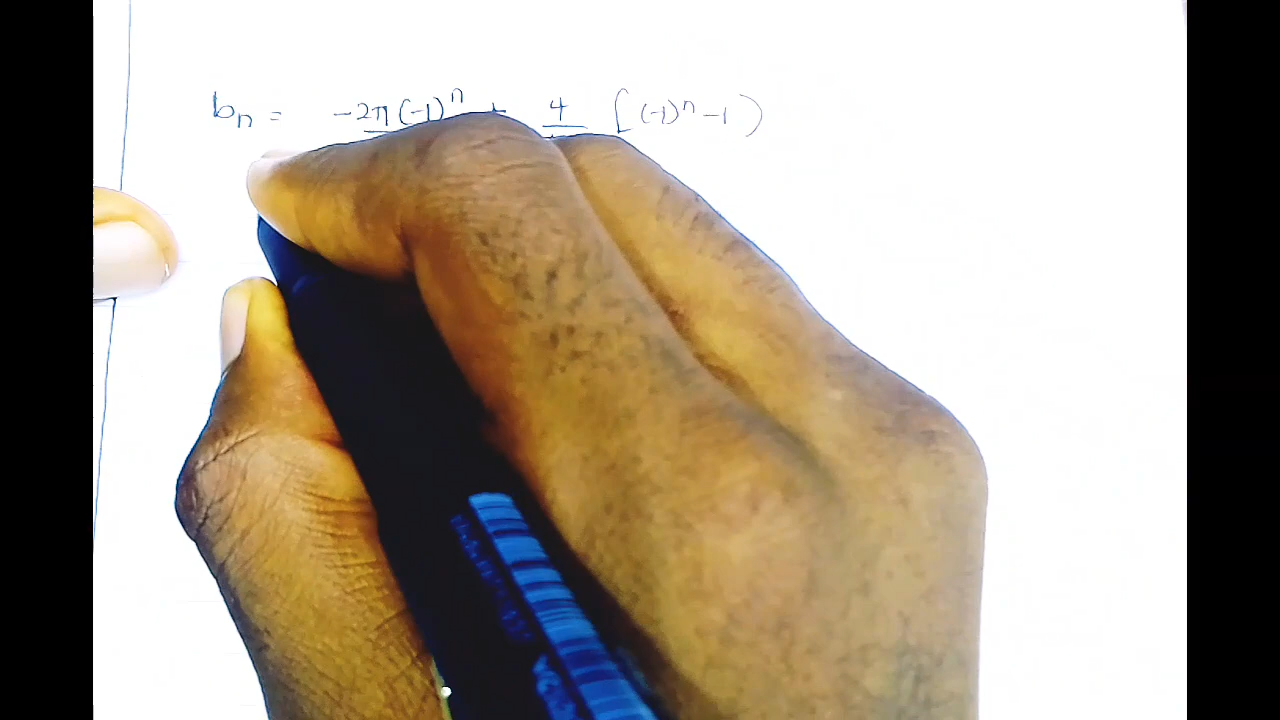 bn = -2π(-1)^n + 4 [(-1)^n - 1)